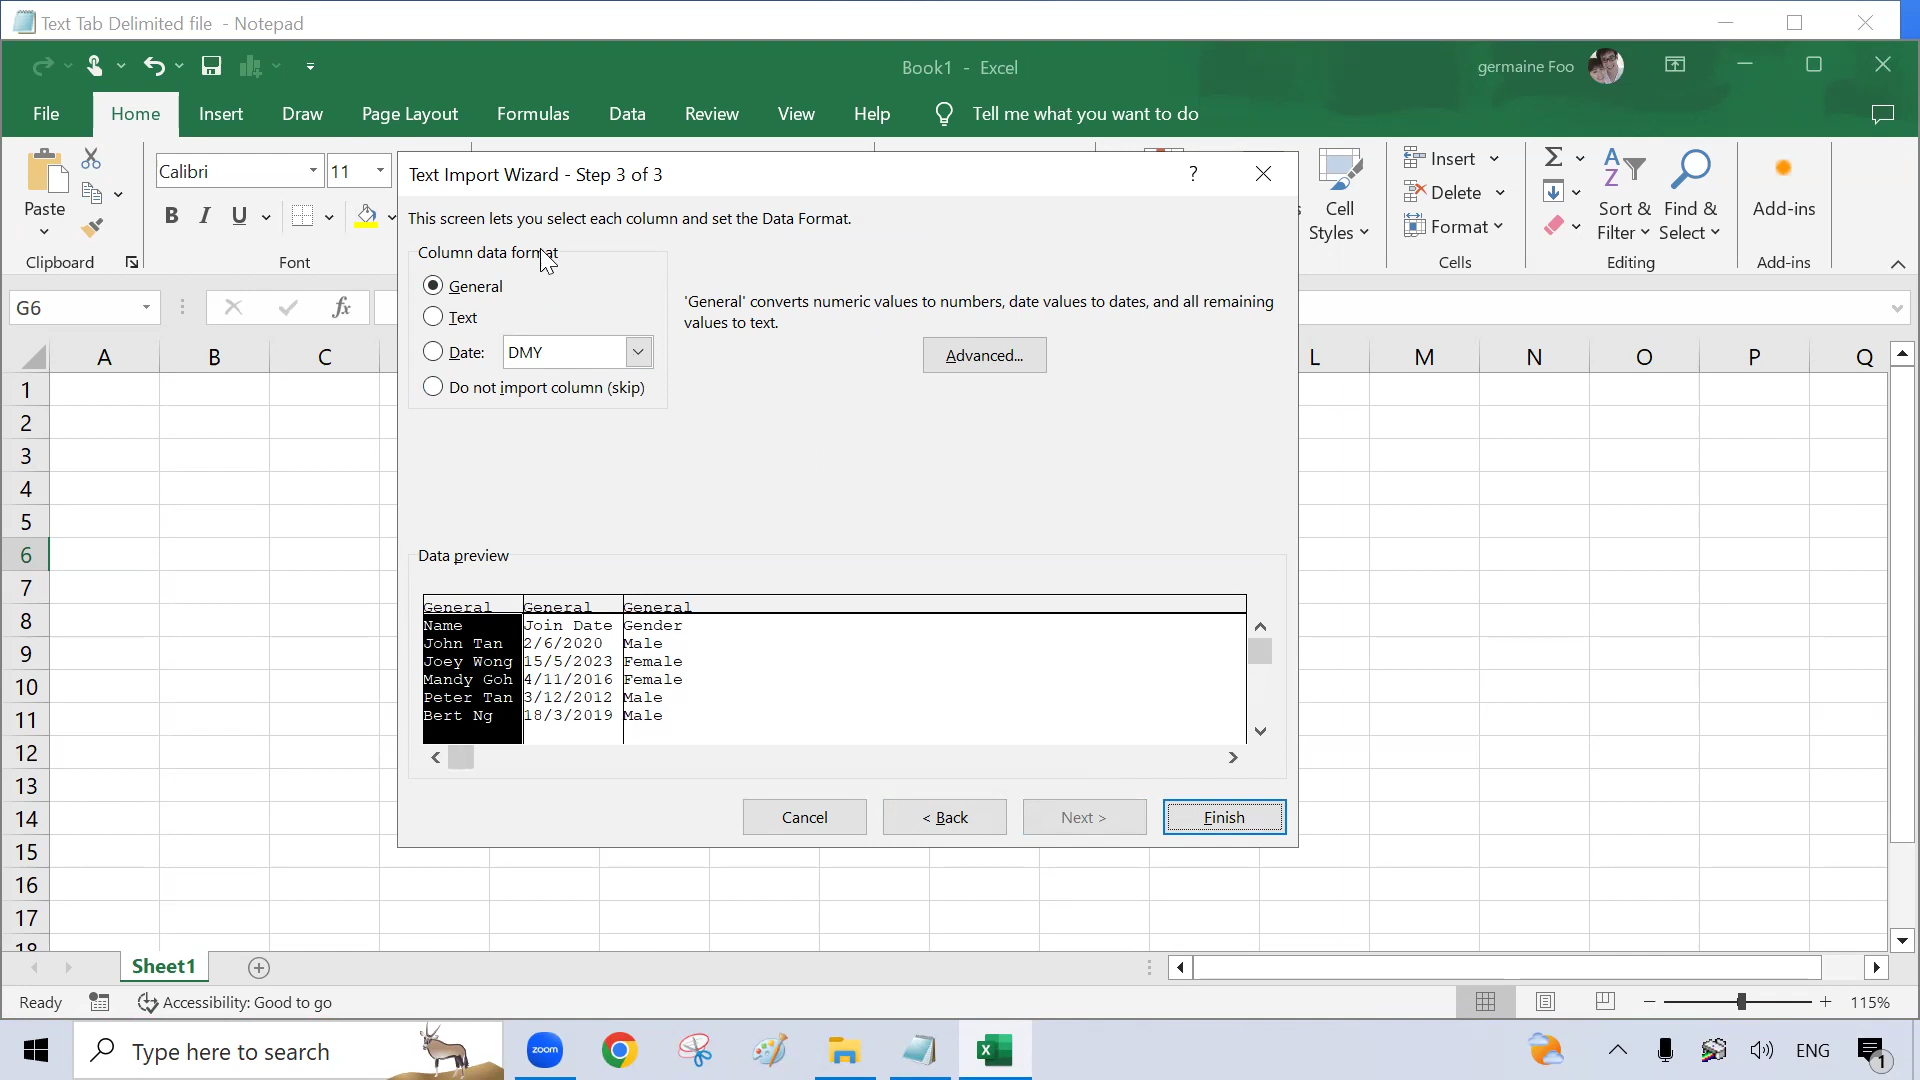 Text Tab Delimited file - Notepad
Book1 - Excel
germaine Foo
File Home Insert Draw Page Layout Formulas Data Review View Help Tell me what you want to do
Paste
Clipboard
Calibri 11
B I U
Font
Cell
Styles
Insert
Delete
Format
Cells
Sort &
Filter
Find &
Select
Editing
Add-ins
Add-ins
G6
fx
A B C L M N O P Q
1
2
3
4
5
6
7
8
9
10
11
12
13
14
15
16
17
18
Text Import Wizard - Step 3 of 3
?
This screen lets you select each column and set the Data Format.
Column data format
General
Text
Date: DMY
Do not import column (skip)
'General' converts numeric values to numbers, date values to dates, and all remaining
values to text.
Advanced...
Data preview
General General General
Name Join Date Gender
John Tan 2/6/2020 Male
Joey Wong 15/5/2023 Female
Mandy Goh 4/11/2016 Female
Peter Tan 3/12/2012 Male
Bert Ng 18/3/2019 Male
Cancel < Back Next > Finish
Sheet1
Ready Accessibility: Good to go 115%
Type here to search zoom ENG 1